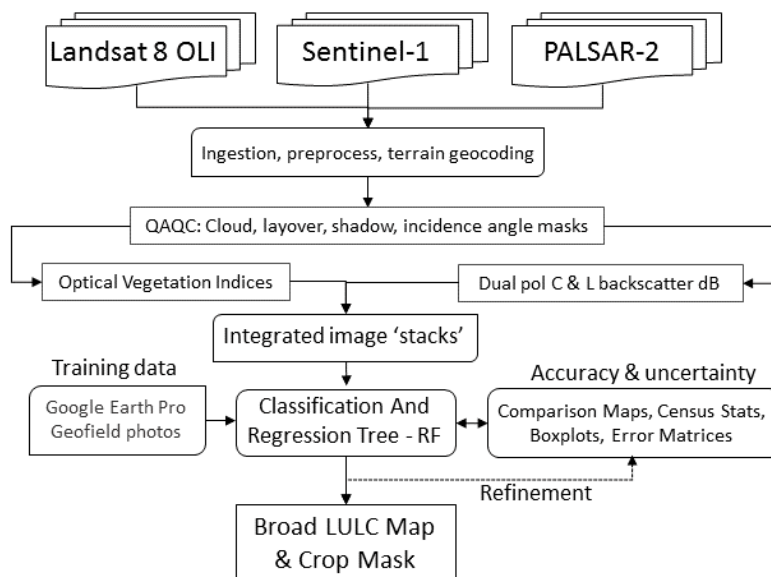 Landsat 8 OLI
Sentinel-1
PALSAR-2
Ingestion, preprocess, terrain geocoding
QAQC: Cloud, layover, shadow, incidence angle masks
Optical Vegetation Indices
Dual pol C & L backscatter dB
Integrated image ‘stacks’
Training data
Google Earth Pro
Geofield photos
Classification And
Regression Tree - RF
Accuracy & uncertainty
Comparison Maps, Census Stats,
Boxplots, Error Matrices
Refinement
Broad LULC Map
& Crop Mask